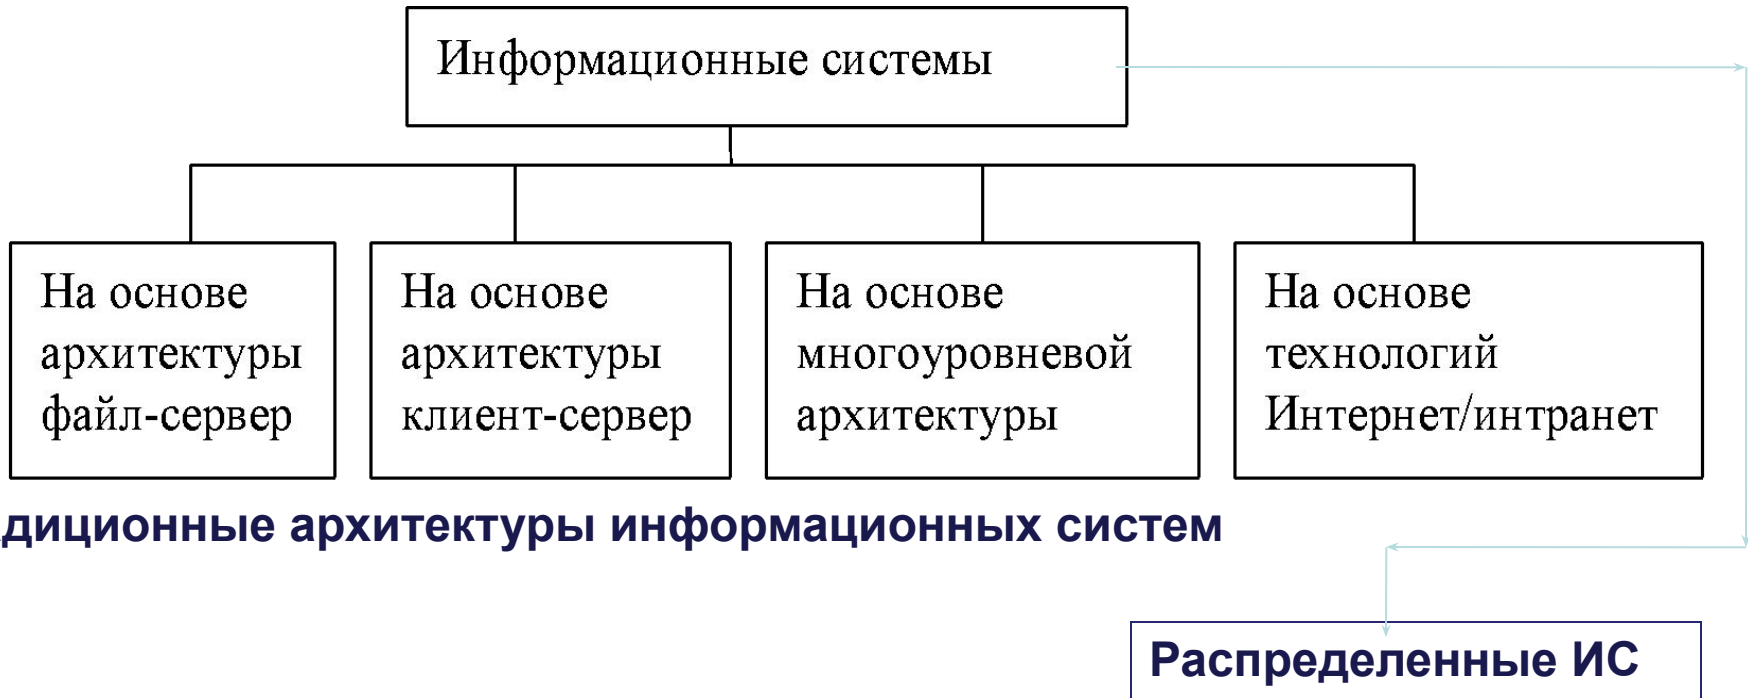 Информационные системы
На основе
архитектуры
файл-сервер
На основе
архитектуры
клиент-сервер
На основе
многоуровневой
архитектуры
На основе
технологий
Интернет/интранет
архитектуры информационных систем
Распределенные ИС